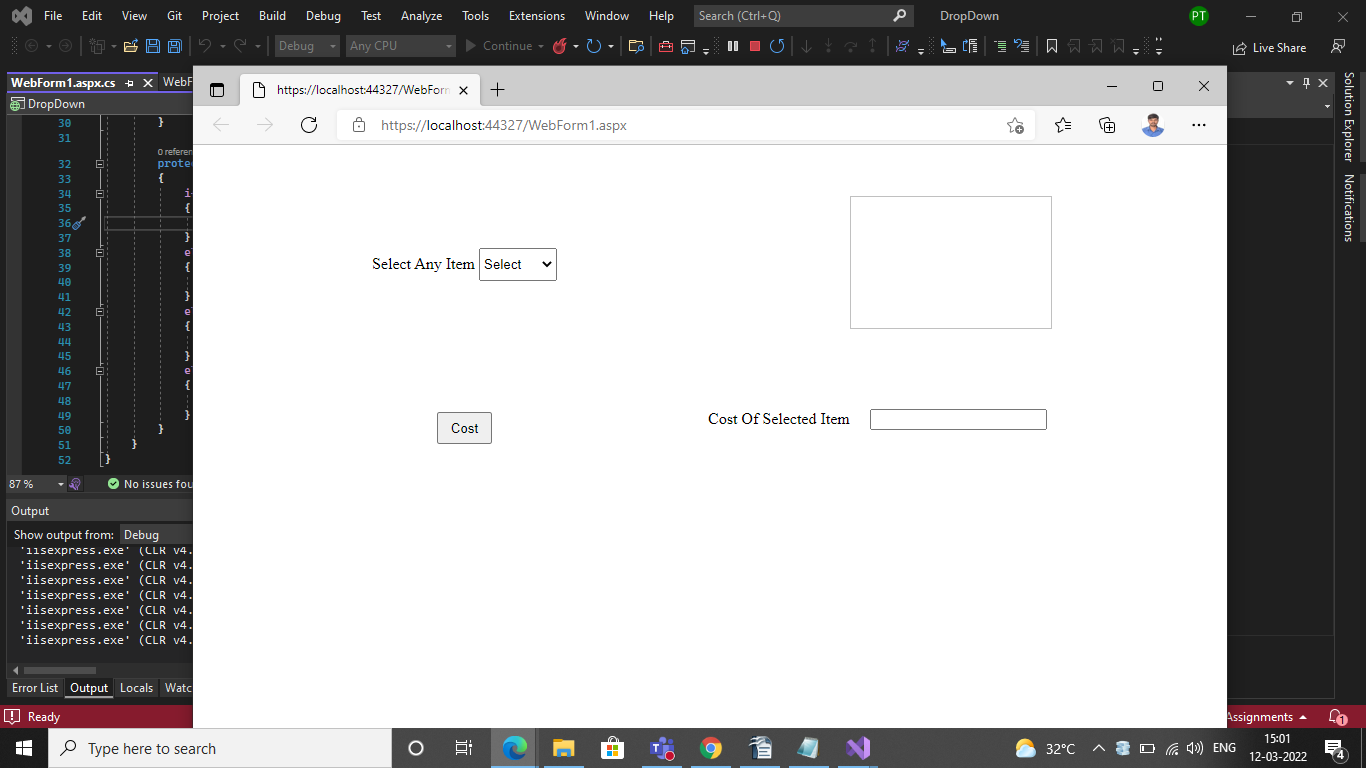 File Edit View Git Project Build Debug Test Analyze Tools Extensions Window Help Search (Ctrl+Q) DropDown PT
Debug Any CPU Continue Live Share
WebForm1.aspx.cs WebF
DropDown
https://localhost:44327/WebForm
https://localhost:44327/WebForm1.aspx
30 }
31
0 referen
32 protec
33 {
34 i
35 {
36
37 }
38 e
39 {
40
41 }
42 e
43 {
44
45 }
46 e
47 {
48
49 }
50 }
51 }
52 }
87 % No issues fou
Output
Show output from: Debug
'iisexpress.exe' (CLR v4.
'iisexpress.exe' (CLR v4.
'iisexpress.exe' (CLR v4.
'iisexpress.exe' (CLR v4.
'iisexpress.exe' (CLR v4.
'iisexpress.exe' (CLR v4.
'iisexpress.exe' (CLR v4.
Error List Output Locals Watc
Ready
Select Any Item Select
Cost
Cost Of Selected Item
Solution Explorer
Notifications
Assignments 1
Type here to search
32°C ENG 15:01
12-03-2022 4